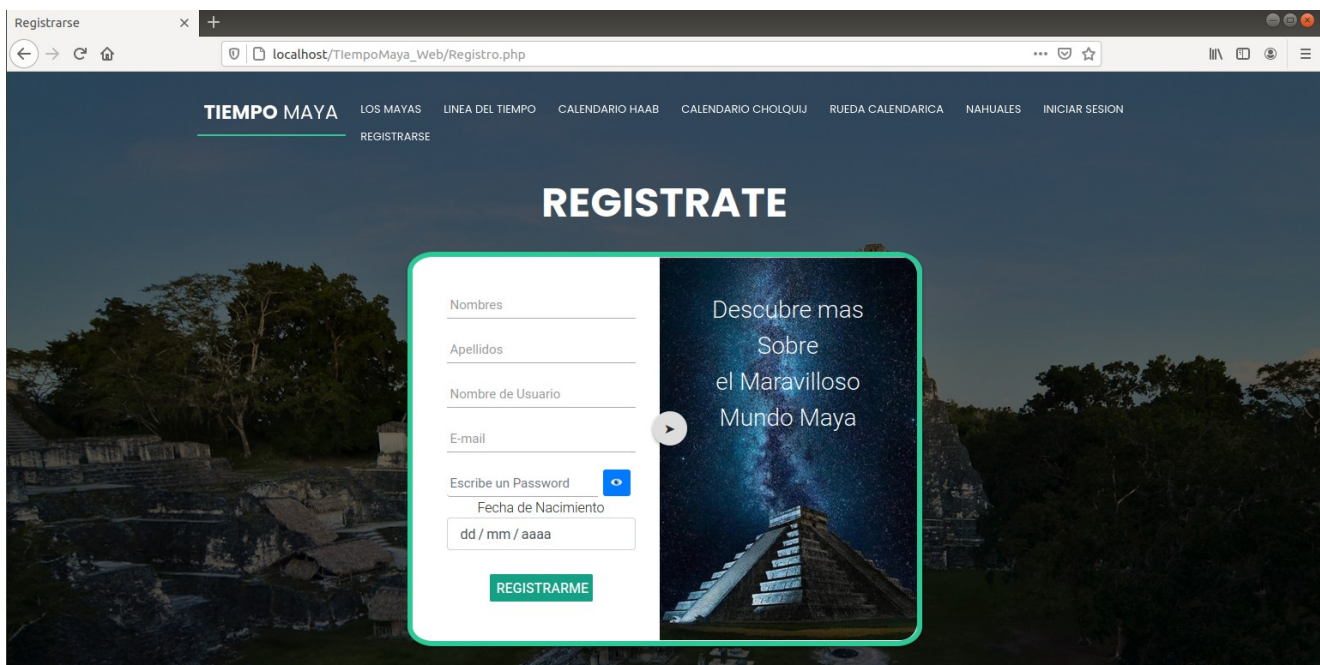 Registrarse
localhost/TIempoMaya_Web/Registro.php
TIEMPO MAYA
LOS MAYAS
LINEA DEL TIEMPO
CALENDARIO HAAB
CALENDARIO CHOLQUIJ
RUEDA CALENDARICA
NAHUALES
INICIAR SESION
REGISTRARSE
REGISTRATE
Nombres
Apellidos
Nombre de Usuario
E-mail
Escribe un Password
Fecha de Nacimiento
dd / mm / aaaa
REGISTRARME
Descubre mas
Sobre
el Maravilloso
Mundo Maya